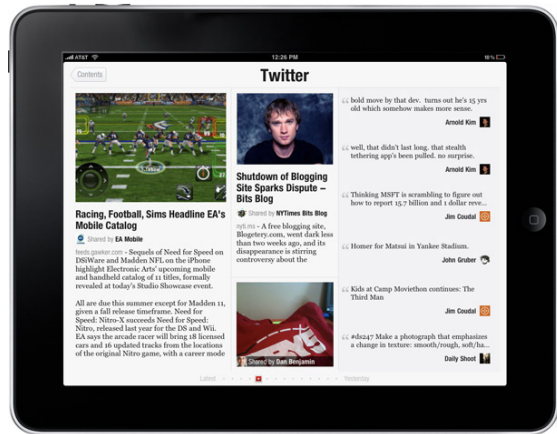 AT&T
12:26 PM
Contents
Twitter
Racing, Football, Sims Headline EA's
Mobile Catalog
Shared by EA Mobile
feeds.gawker.com - Sequels of Need for Speed on
DSiWare and Madden NFL on the iPhone
highlight Electronic Arts' upcoming mobile
and handheld catalog of 11 titles, formally
revealed at today's Studio Showcase event.
All are due this summer except for Madden 11,
given a fall release timeframe. Need for
Speed: Nitro-X succeeds Need for Speed:
Nitro, released last year for the DS and Wii.
EA says the arcade racer will bring 18 licensed
cars and 16 updated tracks from the locations
of the original Nitro game, with a career mode
Shutdown of Blogging
Site Sparks Dispute –
Bits Blog
Shared by NYTimes Bits Blog
nyti.ms - A free blogging site,
Blogetery.com, went dark less
than two weeks ago, and its
disappearance is stirring
controversy about the
Shared by Dan Benjamin
bold move by that dev. turns out he's 15 yrs
old which somehow makes more sense.
Arnold Kim
well, that didn't last long, that stealth
tethering app's been pulled. no surprise.
Arnold Kim
Thinking MSFT is scrambling to figure out
how to report 15.7 billion and 1 dollar reve...
Jim Coudal
Homer for Matsui in Yankee Stadium.
John Gruber
Kids at Camp Moviethon continues: The
Third Man
Jim Coudal
#ds247 Make a photograph that emphasizes
a change in texture: smooth/rough, soft/ha...
Daily Shoot
Latest
Yesterday